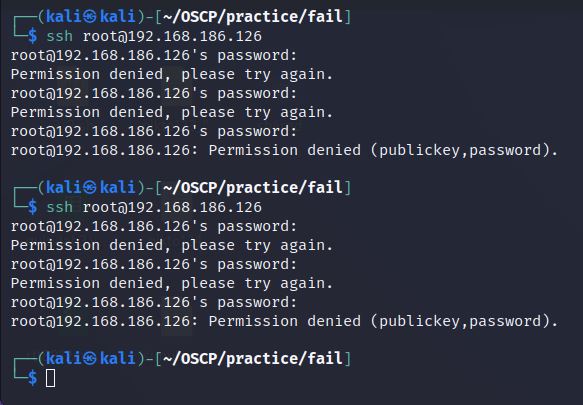 ┌──(kali㉿kali)-[~/OSCP/practice/fail]
└─$ ssh root@192.168.186.126
root@192.168.186.126's password:
Permission denied, please try again.
root@192.168.186.126's password:
Permission denied, please try again.
root@192.168.186.126's password:
root@192.168.186.126: Permission denied (publickey,password).
┌──(kali㉿kali)-[~/OSCP/practice/fail]
└─$ ssh root@192.168.186.126
root@192.168.186.126's password:
Permission denied, please try again.
root@192.168.186.126's password:
Permission denied, please try again.
root@192.168.186.126's password:
root@192.168.186.126: Permission denied (publickey,password).
┌──(kali㉿kali)-[~/OSCP/practice/fail]
└─$